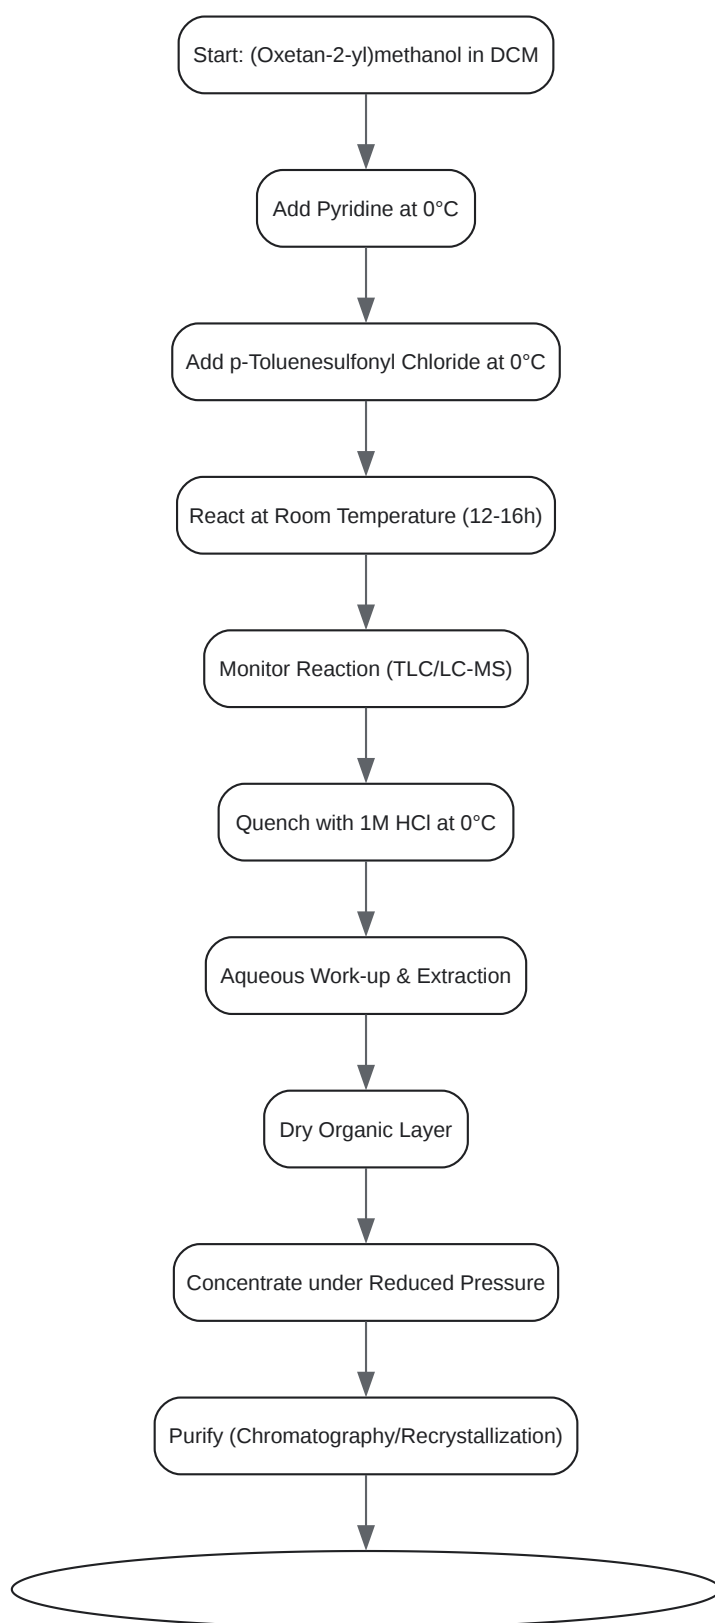 Start: (Oxetan-2-yl)methanol in DCM
Add Pyridine at 0°C
Add p-Toluenesulfonyl Chloride at 0°C
React at Room Temperature (12-16h)
Monitor Reaction (TLC/LC-MS)
Quench with 1M HCl at 0°C
Aqueous Work-up & Extraction
Dry Organic Layer
Concentrate under Reduced Pressure
Purify (Chromatography/Recrystallization)